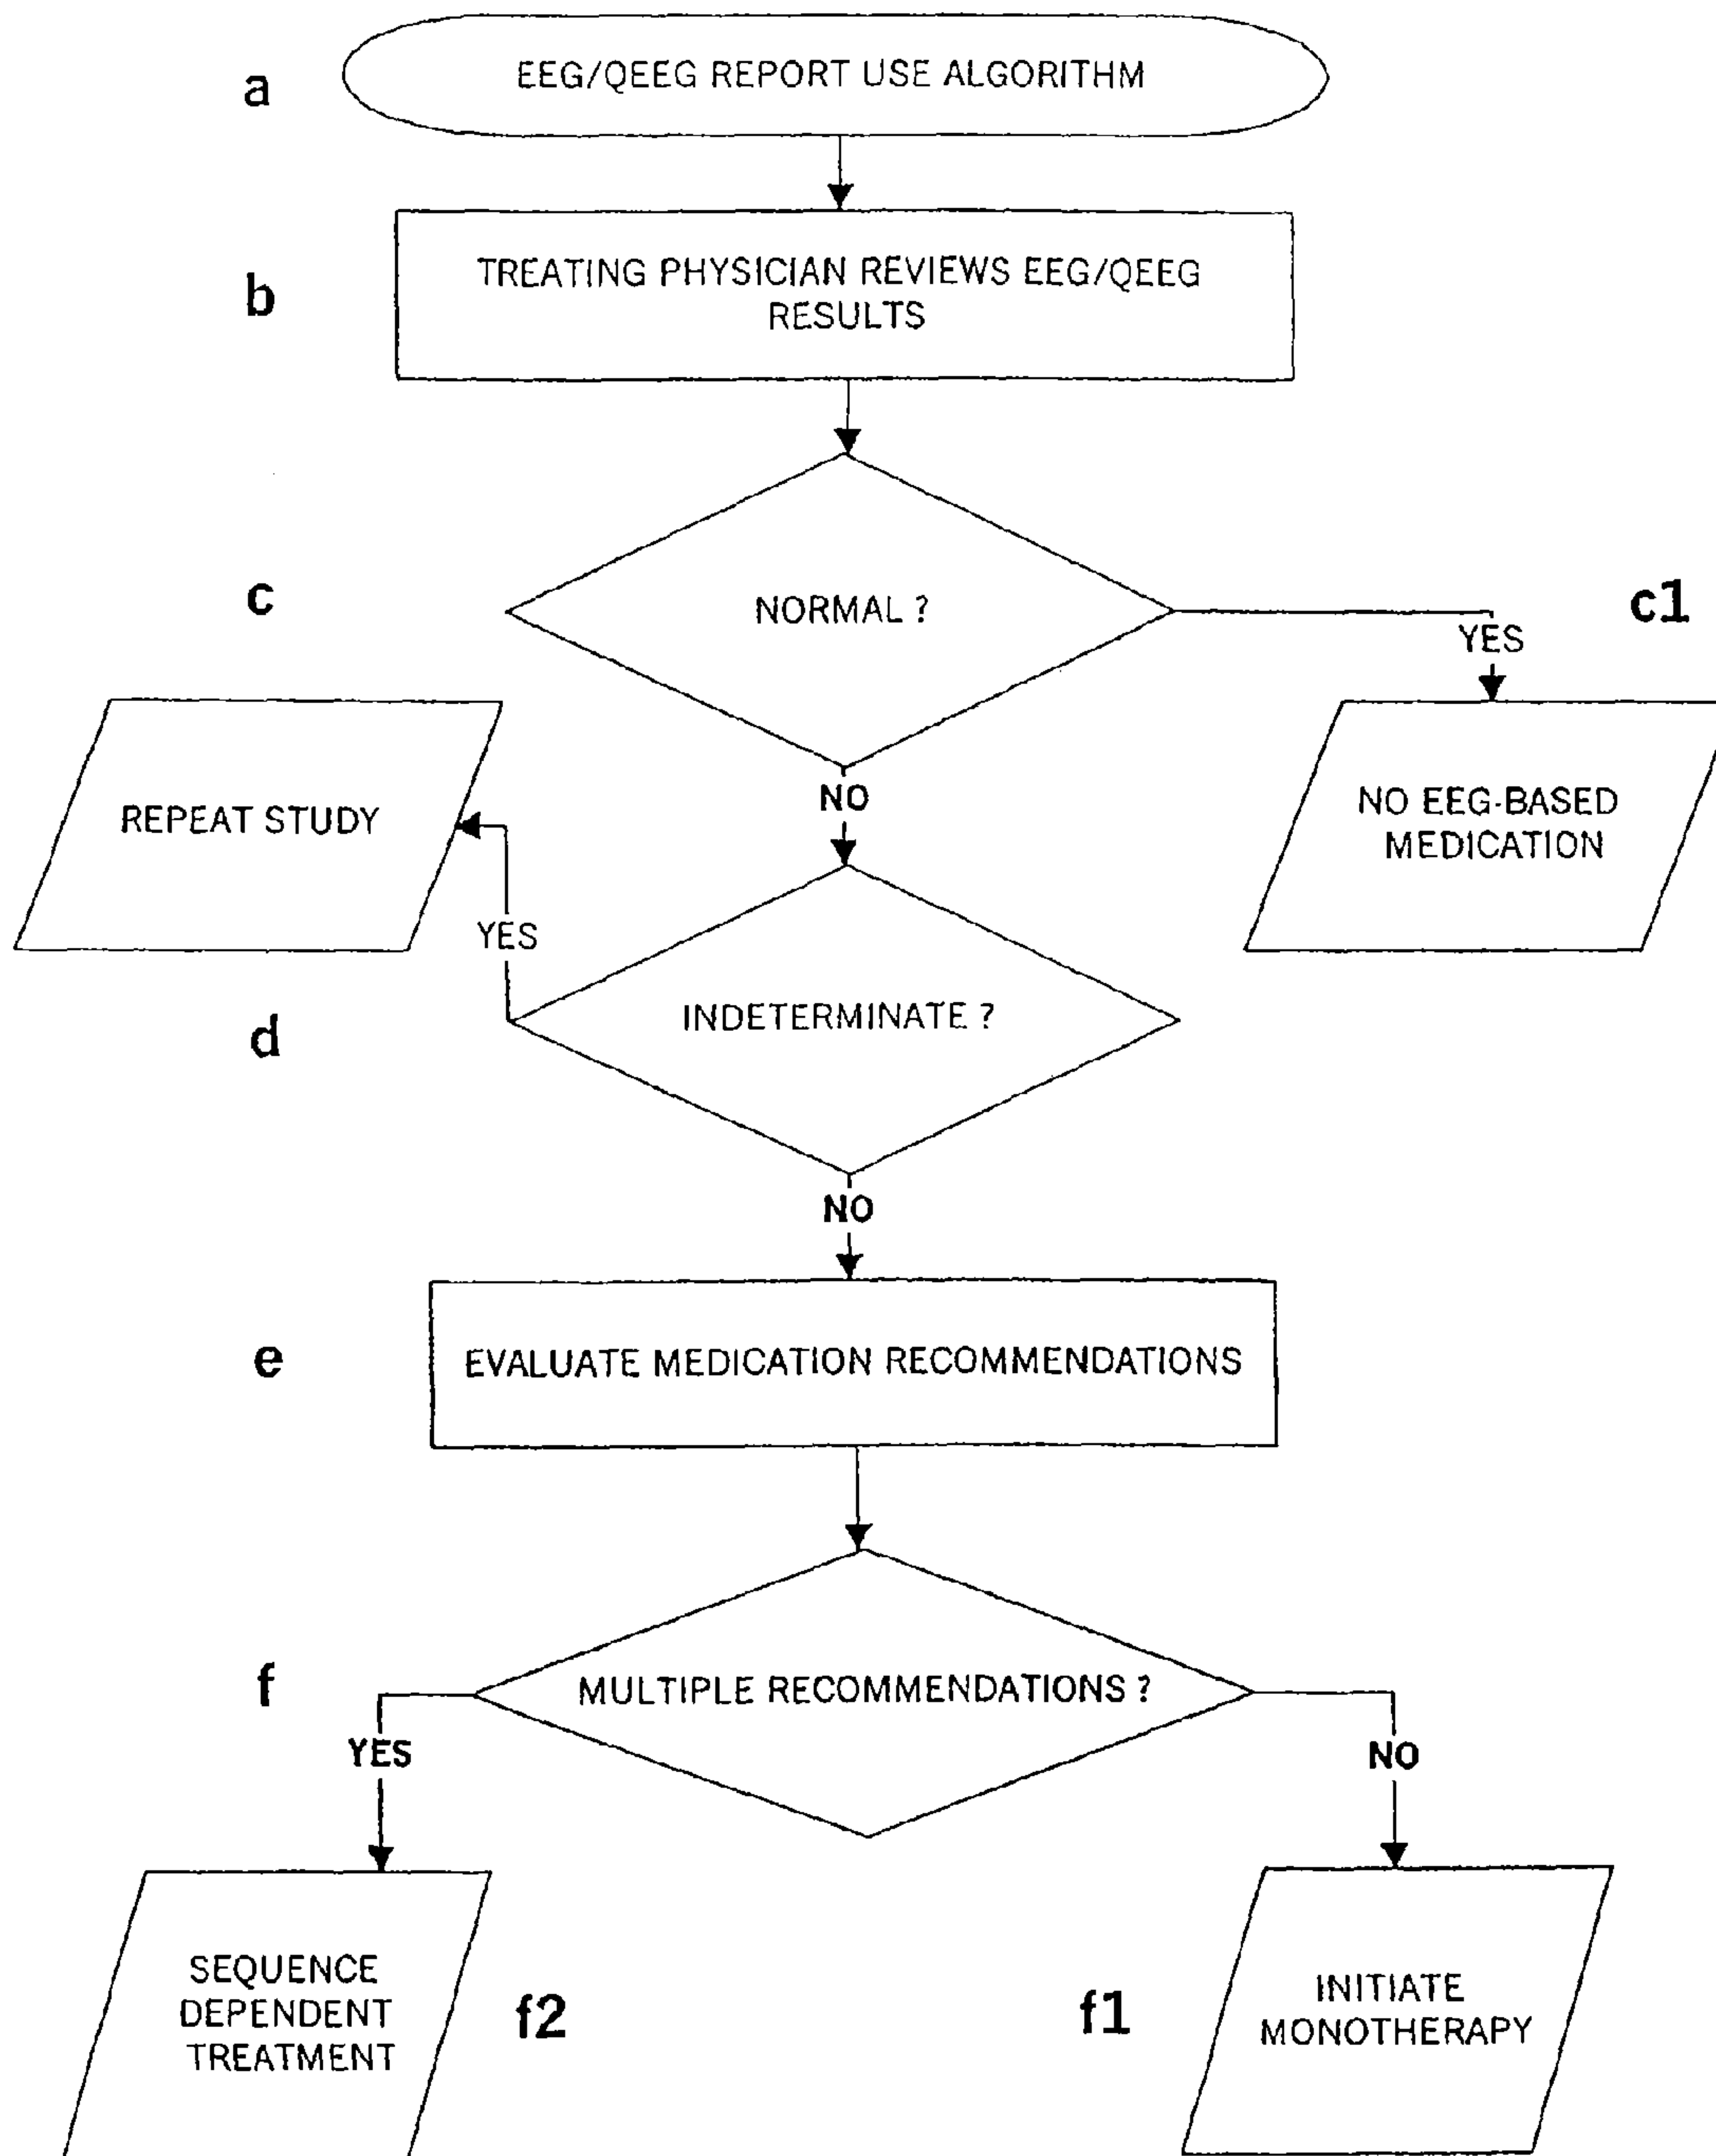 a
EEG/QEEG REPORT USE ALGORITHM
b
TREATING PHYSICIAN REVIEWS EEG/QEEG
RESULTS
c
NORMAL ?
c1
YES
NO
REPEAT STUDY
NO EEG-BASED
MEDICATION
YES
d
INDETERMINATE ?
NO
e
EVALUATE MEDICATION RECOMMENDATIONS
f
MULTIPLE RECOMMENDATIONS ?
YES
NO
SEQUENCE
DEPENDENT
TREATMENT
f2
f1
INITIATE
MONOTHERAPY